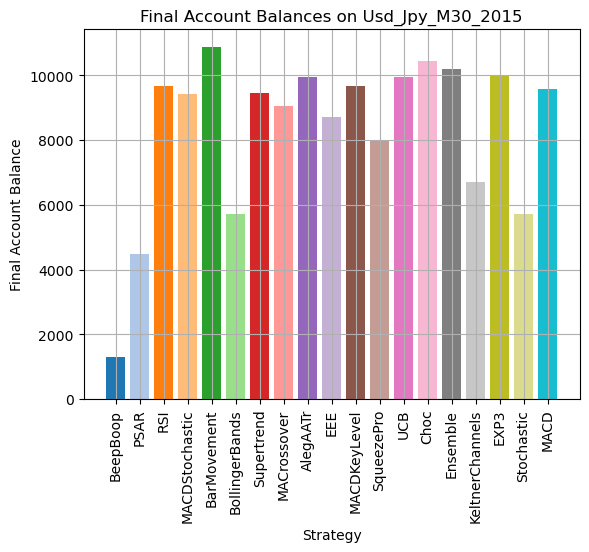 Final Account Balances on Usd_Jpy_M30_2015
Final Account Balance
10000
8000
6000
4000
2000
0
BeepBoop
PSAR
RSI
MACDStochastic
BarMovement
BollingerBands
Supertrend
MACrossover
AlegAATr
EEE
MACDKeyLevel
SqueezePro
UCB
Choc
Ensemble
KeltnerChannels
EXP3
Stochastic
MACD
Strategy